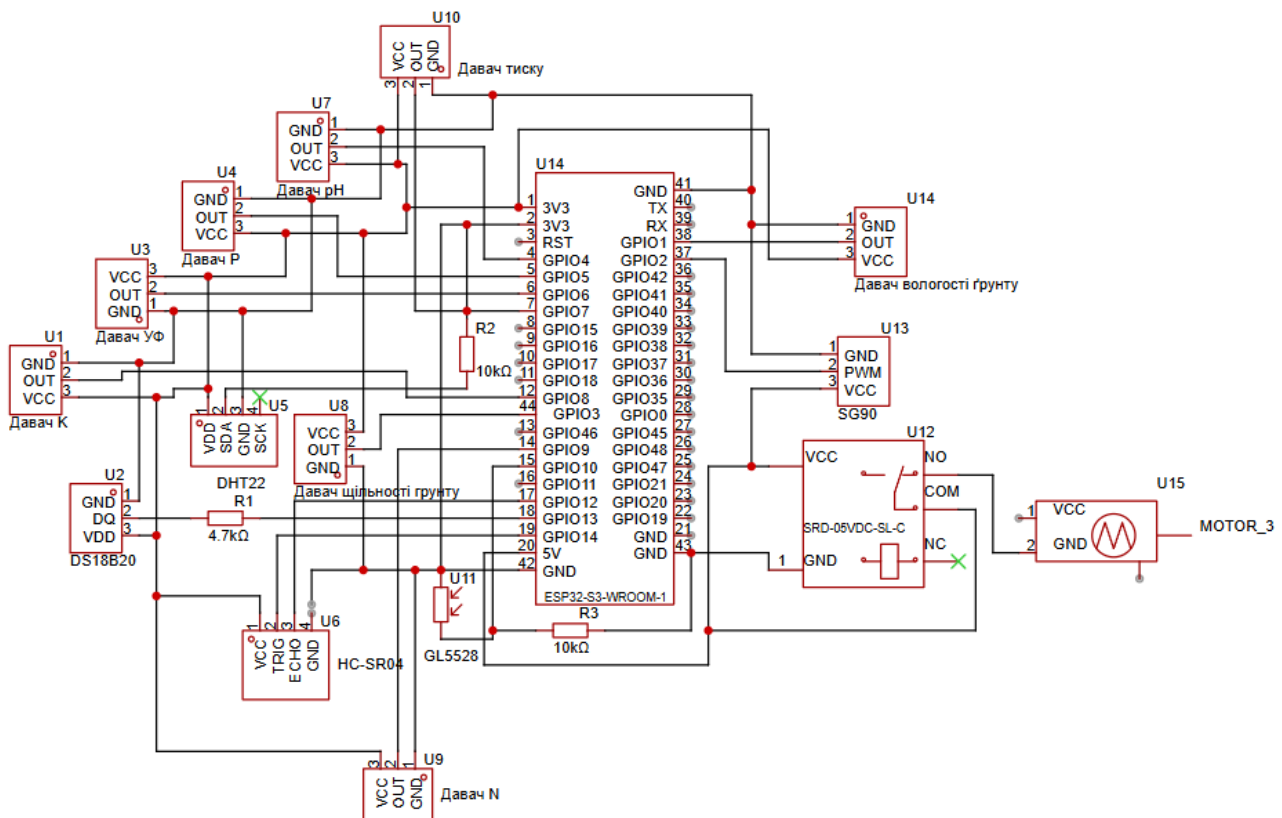 U10
VCC
OUT
GND
3
2
1
Давач тиску
U7
GND 1
OUT 2
VCC 3
Давач pH
U4
GND 1
OUT 2
VCC 3
Давач P
U3
VCC 3
OUT 2
GND 1
Давач УФ
U1
GND 1
OUT 2
VCC 3
Давач K
U5
1 2 3 4
VDD
SDA
GND
SCK
DHT22
U8
VCC 3
OUT 2
GND 1
Давач щільності грунту
U2
GND 1
DQ 2
VDD 3
DS18B20
R1
4.7kΩ
R2
10kΩ
U6
1 2 3 4
VCC
TRIG
ECHO
GND
HC-SR04
U11
GL5528
R3
10kΩ
U9
3 2 1
VCC
OUT
GND
Давач N
U14
1 3V3
2 3V3
3 RST
4 GPIO4
5 GPIO5
6 GPIO6
7 GPIO7
8 GPIO15
9 GPIO16
10 GPIO17
11 GPIO18
12 GPIO8
44 GPIO3
13 GPIO46
14 GPIO9
15 GPIO10
16 GPIO11
17 GPIO12
18 GPIO13
19 GPIO14
20 5V
42 GND
GND 41
TX 40
RX 39
GPIO1 38
GPIO2 37
GPIO42 36
GPIO41 35
GPIO40 34
GPIO39 33
GPIO38 32
GPIO37 31
GPIO36 30
GPIO35 29
GPIO0 28
GPIO45 27
GPIO48 26
GPIO47 25
GPIO21 24
GPIO20 23
GPIO19 22
GND 21
GND 43
ESP32-S3-WROOM-1
U14
1 GND
2 OUT
3 VCC
Давач вологості ґрунту
U13
1 GND
2 PWM
3 VCC
SG90
U12
VCC
NO
COM
SRD-05VDC-SL-C
NC
1 GND
U15
1 VCC
2 GND
MOTOR_3